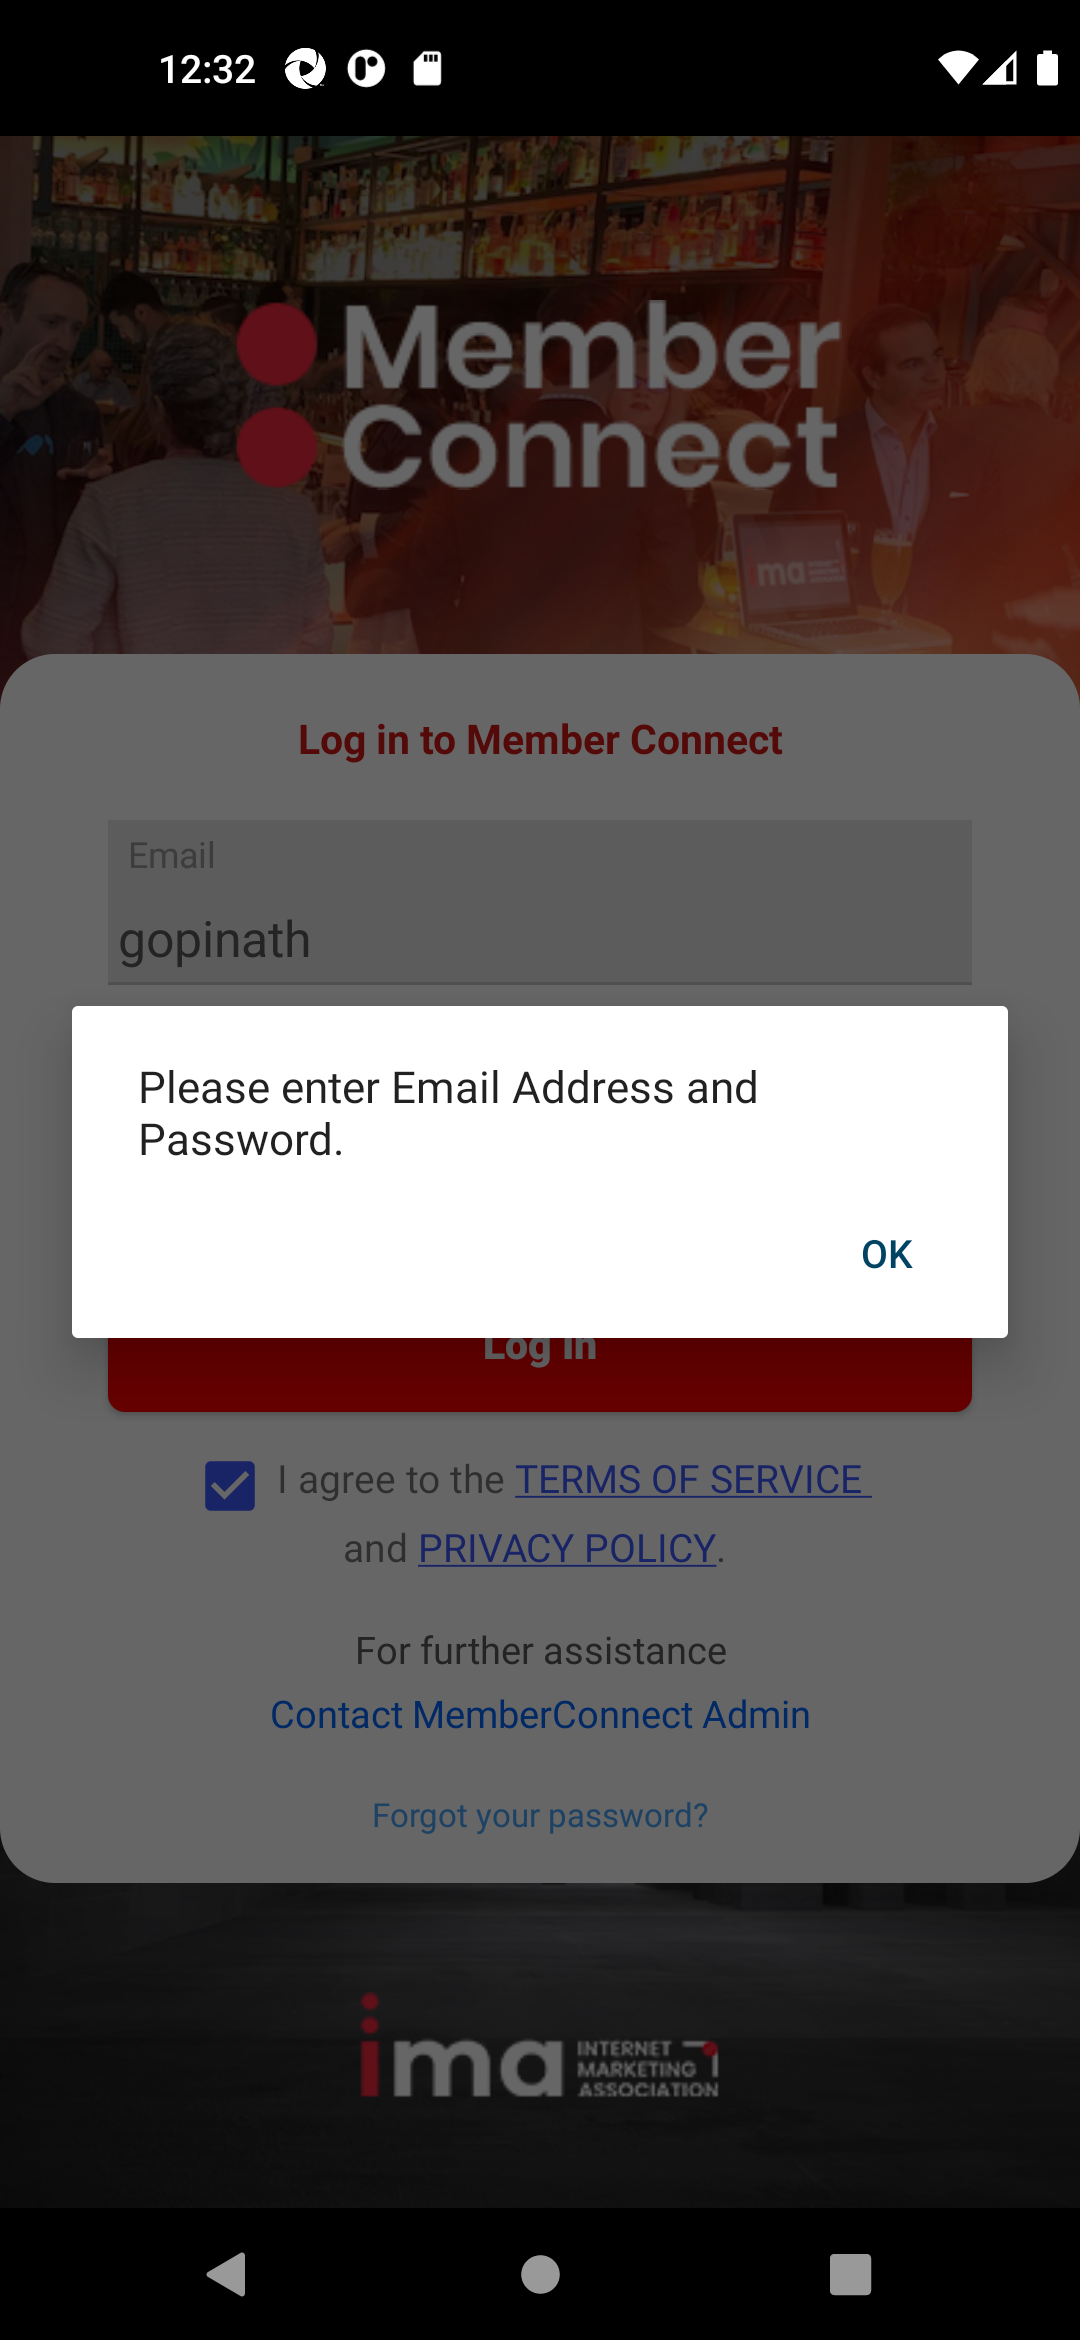 12:32
Member
Connect
ima
Log in to Member Connect
Email
gopinath
Please enter Email Address and
Password.
OK
Log in
I agree to the TERMS OF SERVICE
and PRIVACY POLICY.
For further assistance
Contact MemberConnect Admin
Forgot your password?
ima INTERNET
MARKETING
ASSOCIATION